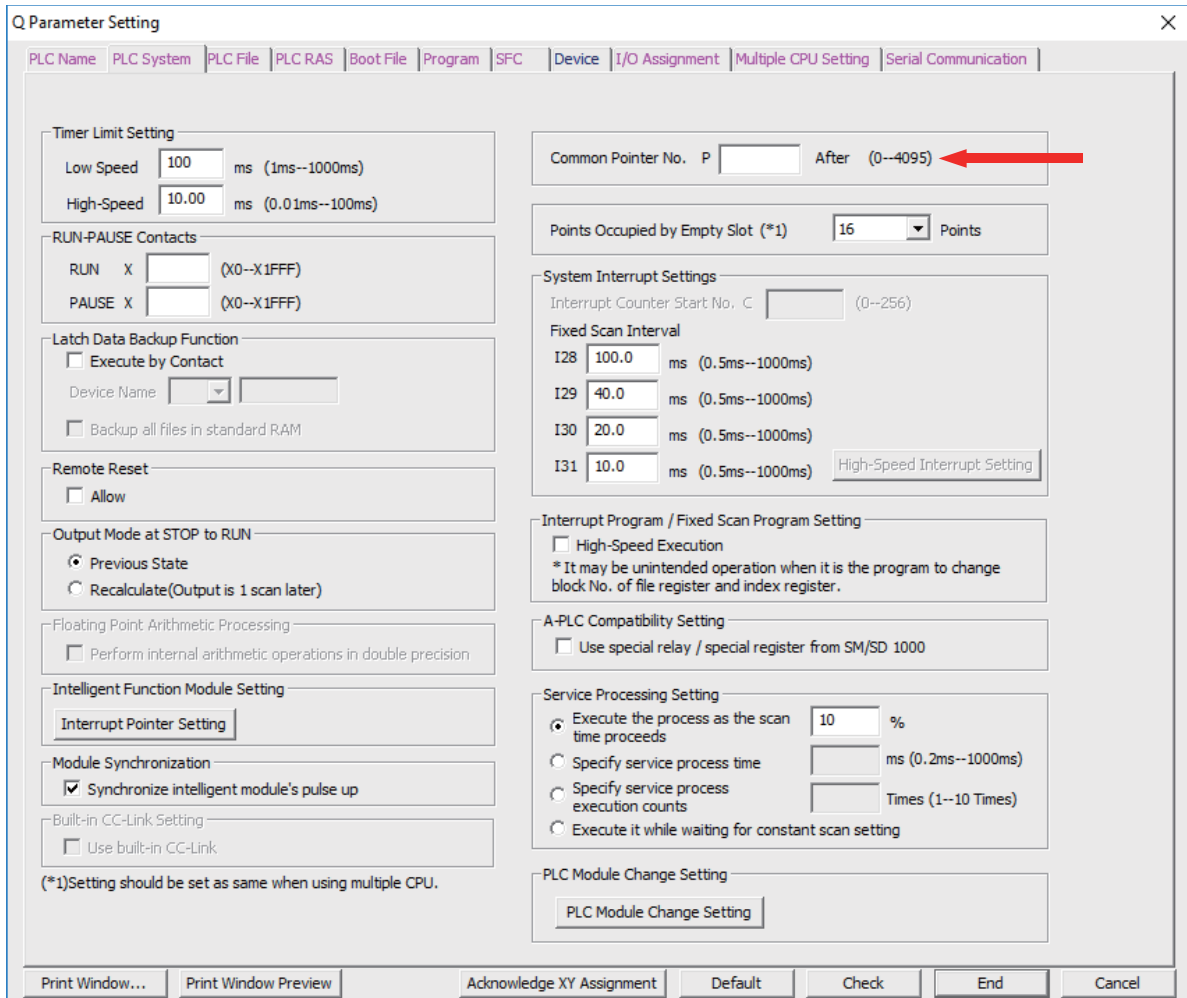 Q Parameter Setting
PLC Name PLC System PLC File PLC RAS Boot File Program SFC Device I/O Assignment Multiple CPU Setting Serial Communication
Timer Limit Setting
Low Speed 100 ms (1ms--1000ms)
High-Speed 10.00 ms (0.01ms--100ms)
RUN-PAUSE Contacts
RUN X (X0--X1FFF)
PAUSE X (X0--X1FFF)
Latch Data Backup Function
Execute by Contact
Device Name
Backup all files in standard RAM
Remote Reset
Allow
Output Mode at STOP to RUN
Previous State
Recalculate(Output is 1 scan later)
Floating Point Arithmetic Processing
Perform internal arithmetic operations in double precision
Intelligent Function Module Setting
Interrupt Pointer Setting
Module Synchronization
Synchronize intelligent module's pulse up
Built-in CC-Link Setting
Use built-in CC-Link
(*1)Setting should be set as same when using multiple CPU.
Common Pointer No. P After (0--4095)
Points Occupied by Empty Slot (*1) 16 Points
System Interrupt Settings
Interrupt Counter Start No. C (0--256)
Fixed Scan Interval
I28 100.0 ms (0.5ms--1000ms)
I29 40.0 ms (0.5ms--1000ms)
I30 20.0 ms (0.5ms--1000ms)
I31 10.0 ms (0.5ms--1000ms) High-Speed Interrupt Setting
Interrupt Program / Fixed Scan Program Setting
High-Speed Execution
* It may be unintended operation when it is the program to change
block No. of file register and index register.
A-PLC Compatibility Setting
Use special relay / special register from SM/SD 1000
Service Processing Setting
Execute the process as the scan
time proceeds 10 %
Specify service process time ms (0.2ms--1000ms)
Specify service process
execution counts Times (1--10 Times)
Execute it while waiting for constant scan setting
PLC Module Change Setting
PLC Module Change Setting
Print Window... Print Window Preview Acknowledge XY Assignment Default Check End Cancel